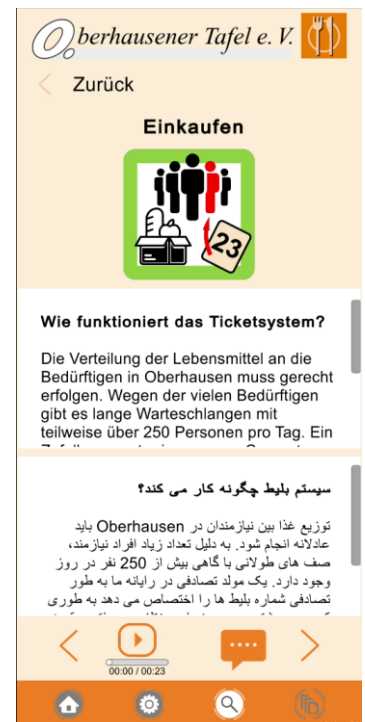 Oberhausener Tafel e. V.
Zurück
Einkaufen
23
Wie funktioniert das Ticketsystem?
Die Verteilung der Lebensmittel an die
Bedürftigen in Oberhausen muss gerecht
erfolgen. Wegen der vielen Bedürftigen
gibt es lange Warteschlangen mit
teilweise über 250 Personen pro Tag. Ein
سیستم بلیط چگونه کار می کند؟
توزیع غذا بین نیازمندان در Oberhausen باید
عادلانه انجام شود. به دلیل تعداد زیاد افراد نیازمند،
صف های طولانی با گاهی بیش از 250 نفر در روز
وجود دارد. یک مولد تصادفی در رایانه ما به طور
تصادفی شماره بلیط ها را اختصاص می دهد به طوری
00:00 / 00:23